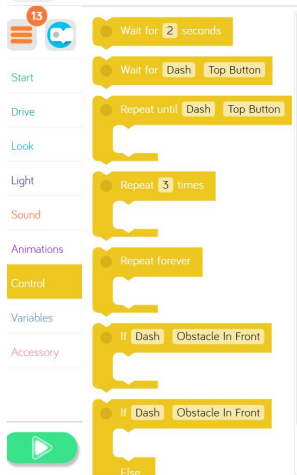 13
Start
Drive
Look
Light
Sound
Animations
Control
Variables
Accessory
Wait for 2 seconds
Wait for Dash Top Button
Repeat until Dash Top Button
Repeat 3 times
Repeat forever
If Dash Obstacle In Front
If Dash Obstacle In Front
Else